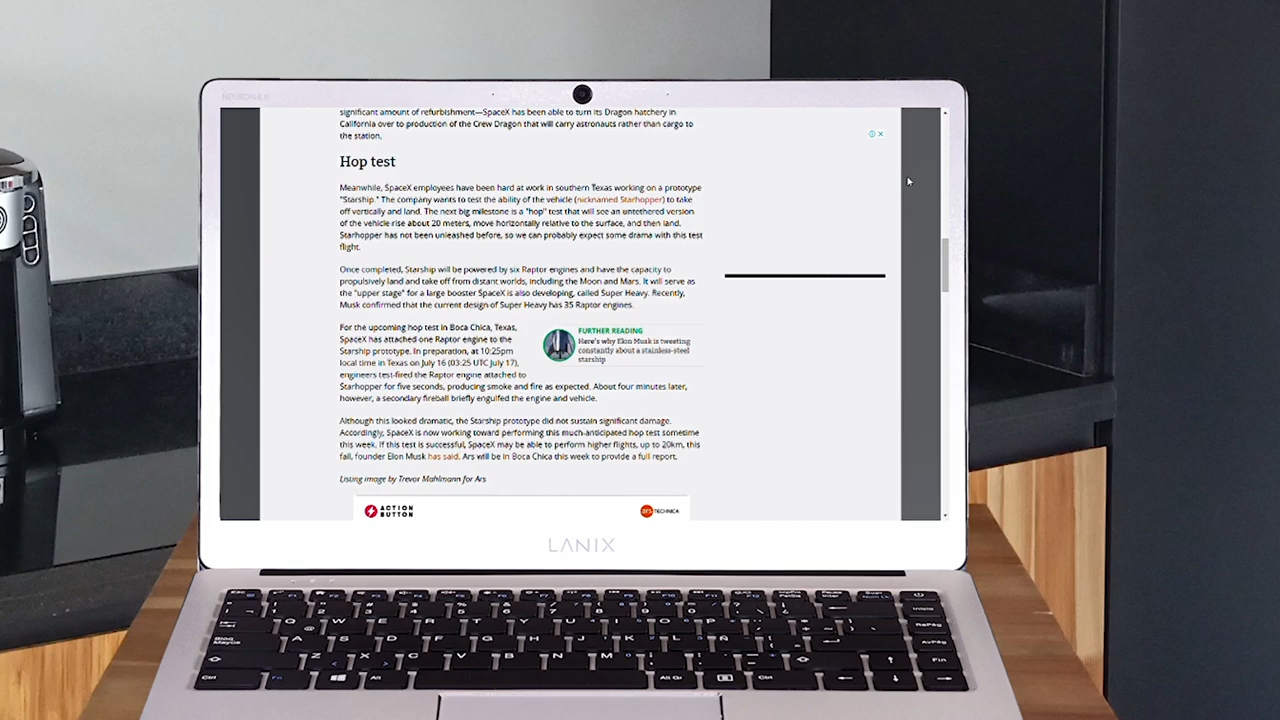 significant amount of refurbishment—SpaceX has been able to turn its Dragon hatchery in
California over to production of the Crew Dragon that will carry astronauts rather than cargo to
the station.
Hop test
Meanwhile, SpaceX employees have been hard at work in southern Texas working on a prototype
"Starship." The company wants to test the ability of the vehicle (nicknamed Starhopper) to take
off vertically and land. The next big milestone is a "hop" test that will see an untethered version
of the vehicle rise about 20 meters, move horizontally relative to the surface, and then land.
Starhopper has not been unleashed before, so we can probably expect some drama with this test
flight.
Once completed, Starship will be powered by six Raptor engines and have the capacity to
propulsively land and take off from distant worlds, including the Moon and Mars. It will serve as
the "upper stage" for a large booster SpaceX is also developing, called Super Heavy. Recently,
Musk confirmed that the current design of Super Heavy has 35 Raptor engines.
For the upcoming hop test in Boca Chica, Texas,
SpaceX has attached one Raptor engine to the
Starship prototype. In preparation, at 10:25pm
local time in Texas on July 16 (03:25 UTC July 17),
engineers test-fired the Raptor engine attached to
Starhopper for five seconds, producing smoke and fire as expected. About four minutes later,
however, a secondary fireball briefly engulfed the engine and vehicle.
FURTHER READING
Here's why Elon Musk is tweeting
constantly about a stainless-steel
starship
Although this looked dramatic, the Starship prototype did not sustain significant damage.
Accordingly, SpaceX is now working toward performing this much-anticipated hop test sometime
this week. If this test is successful, SpaceX may be able to perform higher flights, up to 20km, this
fall, founder Elon Musk has said. Ars will be in Boca Chica this week to provide a full report.
Listing image by Trevor Mahlmann for Ars
ACTION
BUTTON
ars TECHNICA
LANIX
Esc
Inicio
Q W E R T Y U I O P
RePág
Bloq
Mayús
A S D F G H J K L Ñ
AvPág
Z X C V B N M
Fin
Ctrl Fn Alt Alt Gr Ctrl